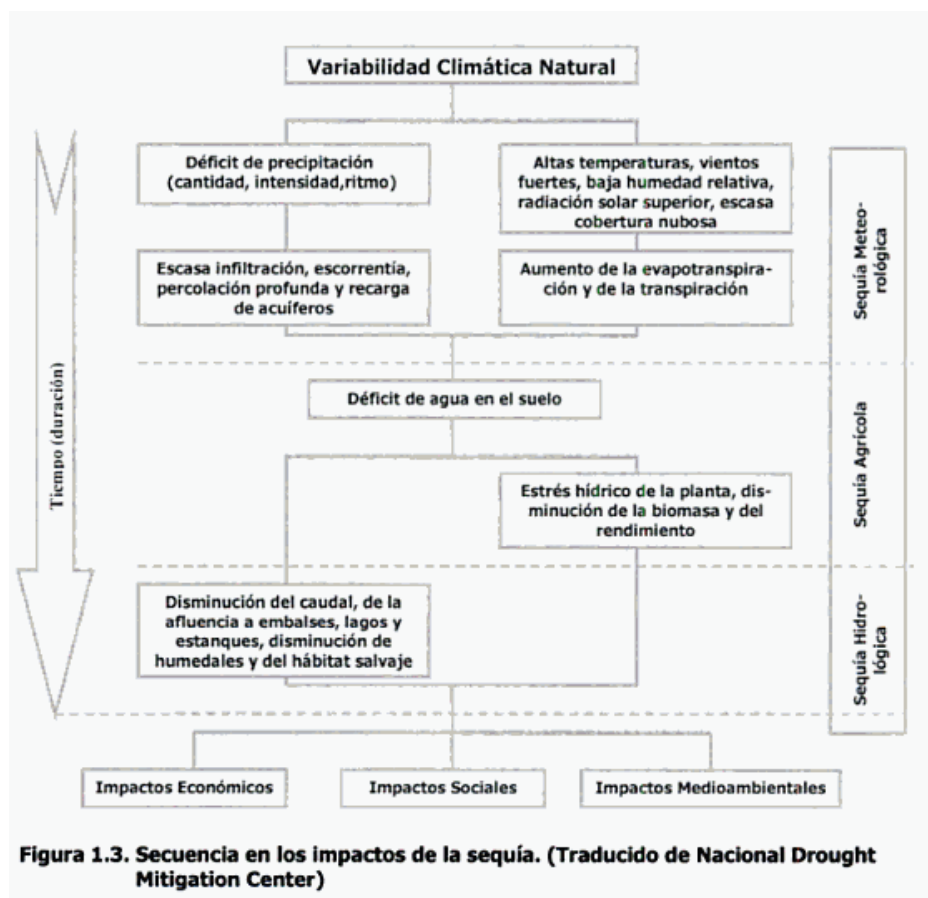 Variabilidad Climática Natural
Déficit de precipitación
(cantidad, intensidad,ritmo)
Altas temperaturas, vientos
fuertes, baja humedad relativa,
radiación solar superior, escasa
cobertura nubosa
Escasa infiltración, escorrentía,
percolación profunda y recarga
de acuíferos
Aumento de la evapotranspira-
ción y de la transpiración
Sequía Meteo-
rológica
Déficit de agua en el suelo
Tiempo (duración)
Estrés hídrico de la planta, dis-
minución de la biomasa y del
rendimiento
Sequía Agrícola
Disminución del caudal, de la
afluencia a embalses, lagos y
estanques, disminución de
humedales y del hábitat salvaje
Sequía Hidro-
lógica
Impactos Económicos
Impactos Sociales
Impactos Medioambientales
Figura 1.3. Secuencia en los impactos de la sequía. (Traducido de Nacional Drought
Mitigation Center)